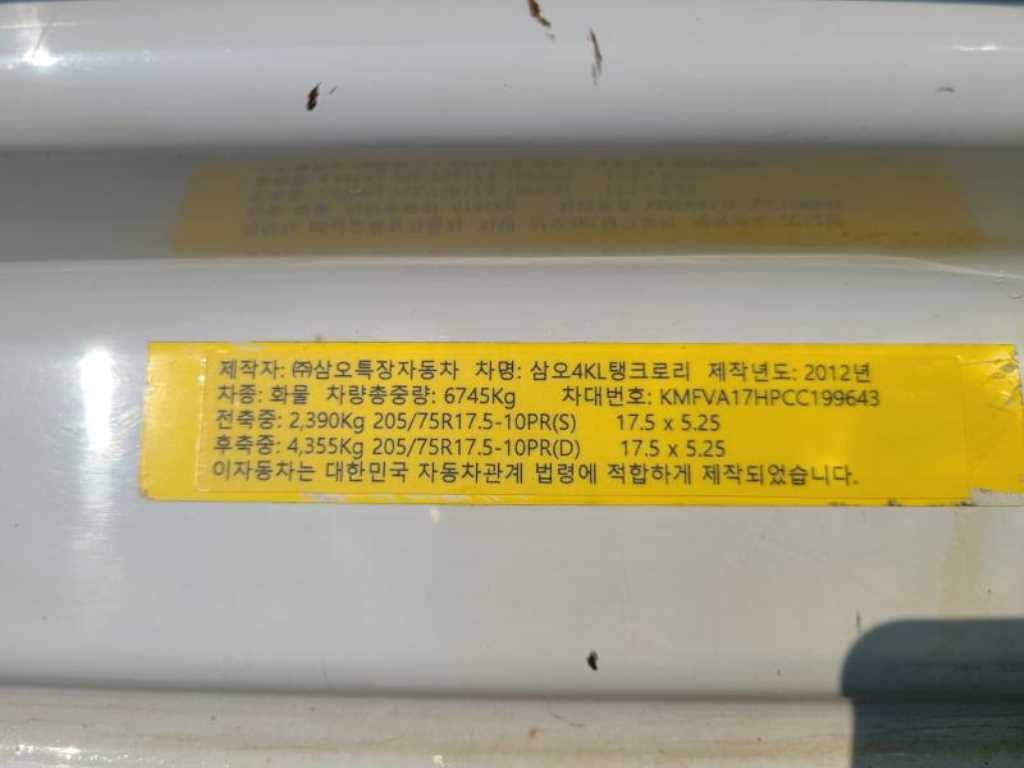 제작자: ㈜삼오특장자동차 차명: 삼오4KL탱크로리 제작년도: 2012년
차종: 화물 차량총중량: 6745Kg 차대번호: KMFVA17HPCC199643
전축중: 2,390Kg 205/75R17.5-10PR(S) 17.5 x 5.25
후축중: 4,355Kg 205/75R17.5-10PR(D) 17.5 x 5.25
이자동차는 대한민국 자동차관계 법령에 적합하게 제작되었습니다.